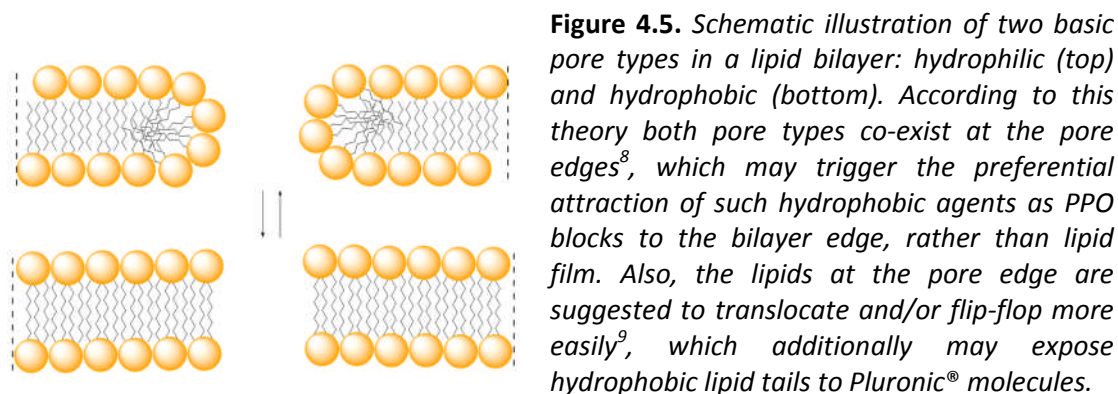 Figure 4.5. Schematic illustration of two basic
pore types in a lipid bilayer: hydrophilic (top)
and hydrophobic (bottom). According to this
theory both pore types co-exist at the pore
edges⁸, which may trigger the preferential
attraction of such hydrophobic agents as PPO
blocks to the bilayer edge, rather than lipid
film. Also, the lipids at the pore edge are
suggested to translocate and/or flip-flop more
easily⁹, which additionally may expose
hydrophobic lipid tails to Pluronic® molecules.